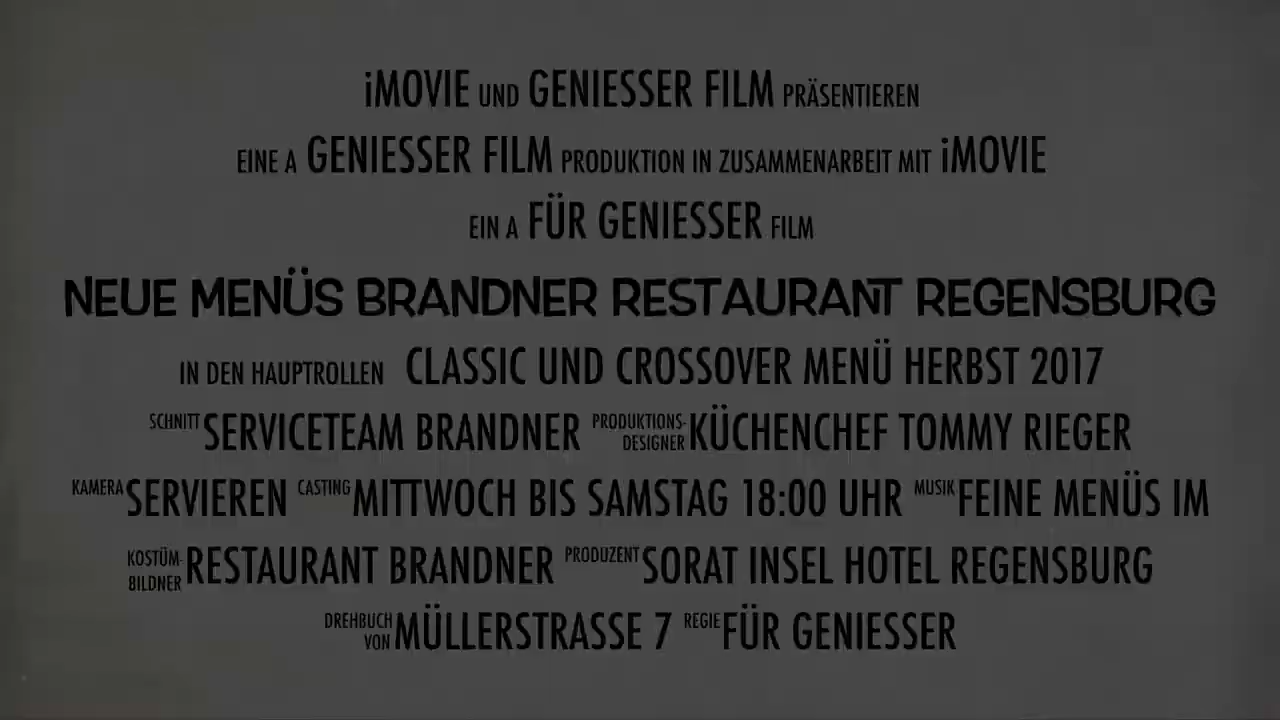 iMOVIE UND GENIESSER FILM PRÄSENTIEREN
EINE A GENIESSER FILM PRODUKTION IN ZUSAMMENARBEIT MIT iMOVIE
EIN A FÜR GENIESSER FILM
NEUE MENÜS BRANDNER RESTAURANT REGENSBURG
IN DEN HAUPTROLLEN CLASSIC UND CROSSOVER MENÜ HERBST 2017
SCHNITT SERVICETEAM BRANDNER PRODUKTIONS-DESIGNER KÜCHENCHEF TOMMY RIEGER
KAMERA SERVIEREN CASTING MITTWOCH BIS SAMSTAG 18:00 UHR MUSIK FEINE MENÜS IM
KOSTÜM-BILDNER RESTAURANT BRANDNER PRODUZENT SORAT INSEL HOTEL REGENSBURG
DREHBUCH VON MÜLLERSTRASSE 7 REGIE FÜR GENIESSER